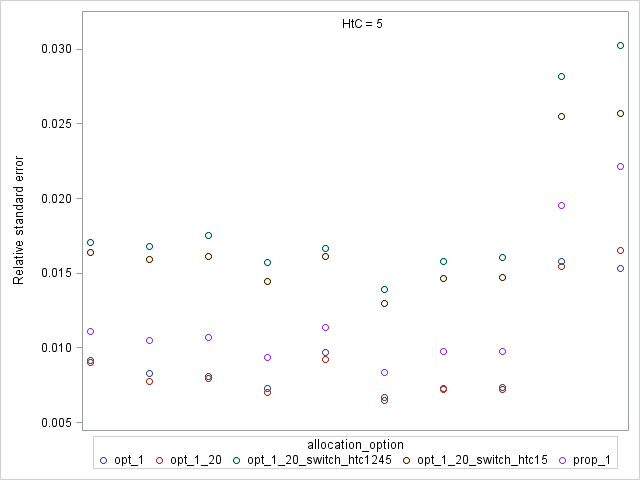 HtC = 5
0.030
0.025
0.020
0.015
0.010
0.005
Relative standard error
allocation_option
opt_1 opt_1_20 opt_1_20_switch_htc1245 opt_1_20_switch_htc15 prop_1